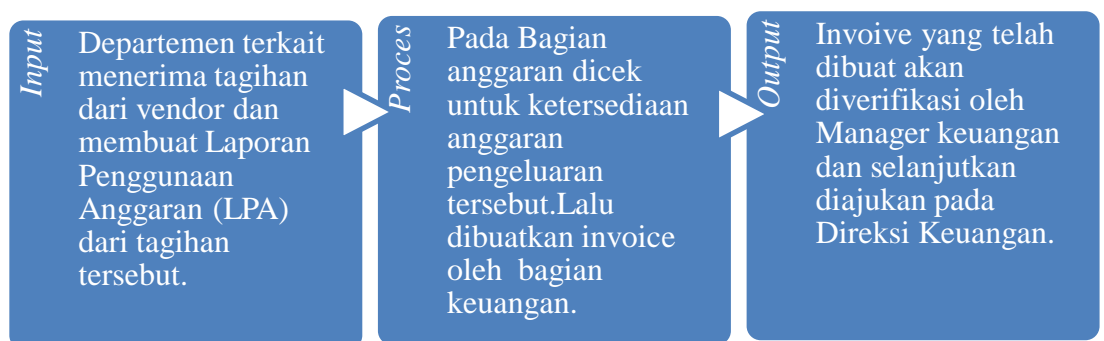 Input
Departemen terkait
menerima tagihan
dari vendor dan
membuat Laporan
Penggunaan
Anggaran (LPA)
dari tagihan
tersebut.
Proces
Pada Bagian
anggaran dicek
untuk ketersediaan
anggaran
pengeluaran
tersebut.Lalu
dibuatkan invoice
oleh bagian
keuangan.
Output
Invoive yang telah
dibuat akan
diverifikasi oleh
Manager keuangan
dan selanjutkan
diajukan pada
Direksi Keuangan.